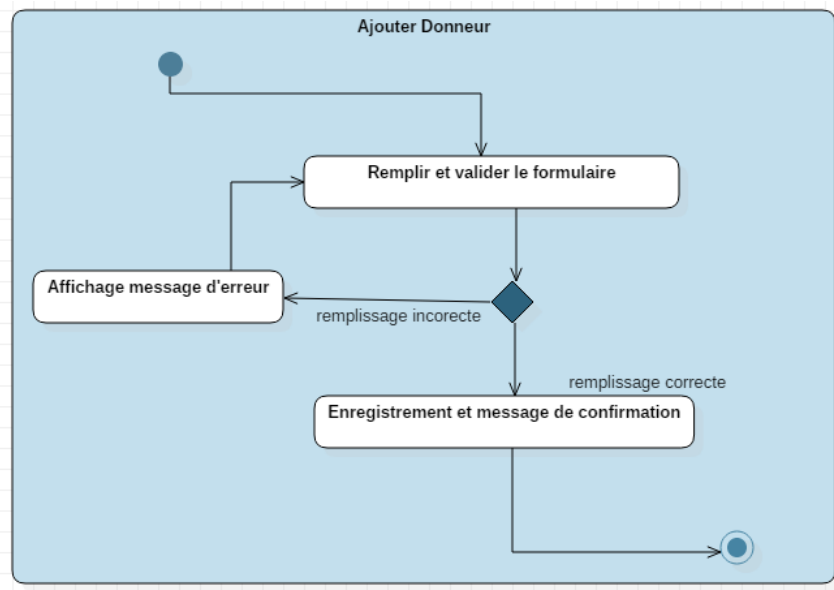 Ajouter Donneur
Remplir et valider le formulaire
Affichage message d'erreur
remplissage incorecte
remplissage correcte
Enregistrement et message de confirmation